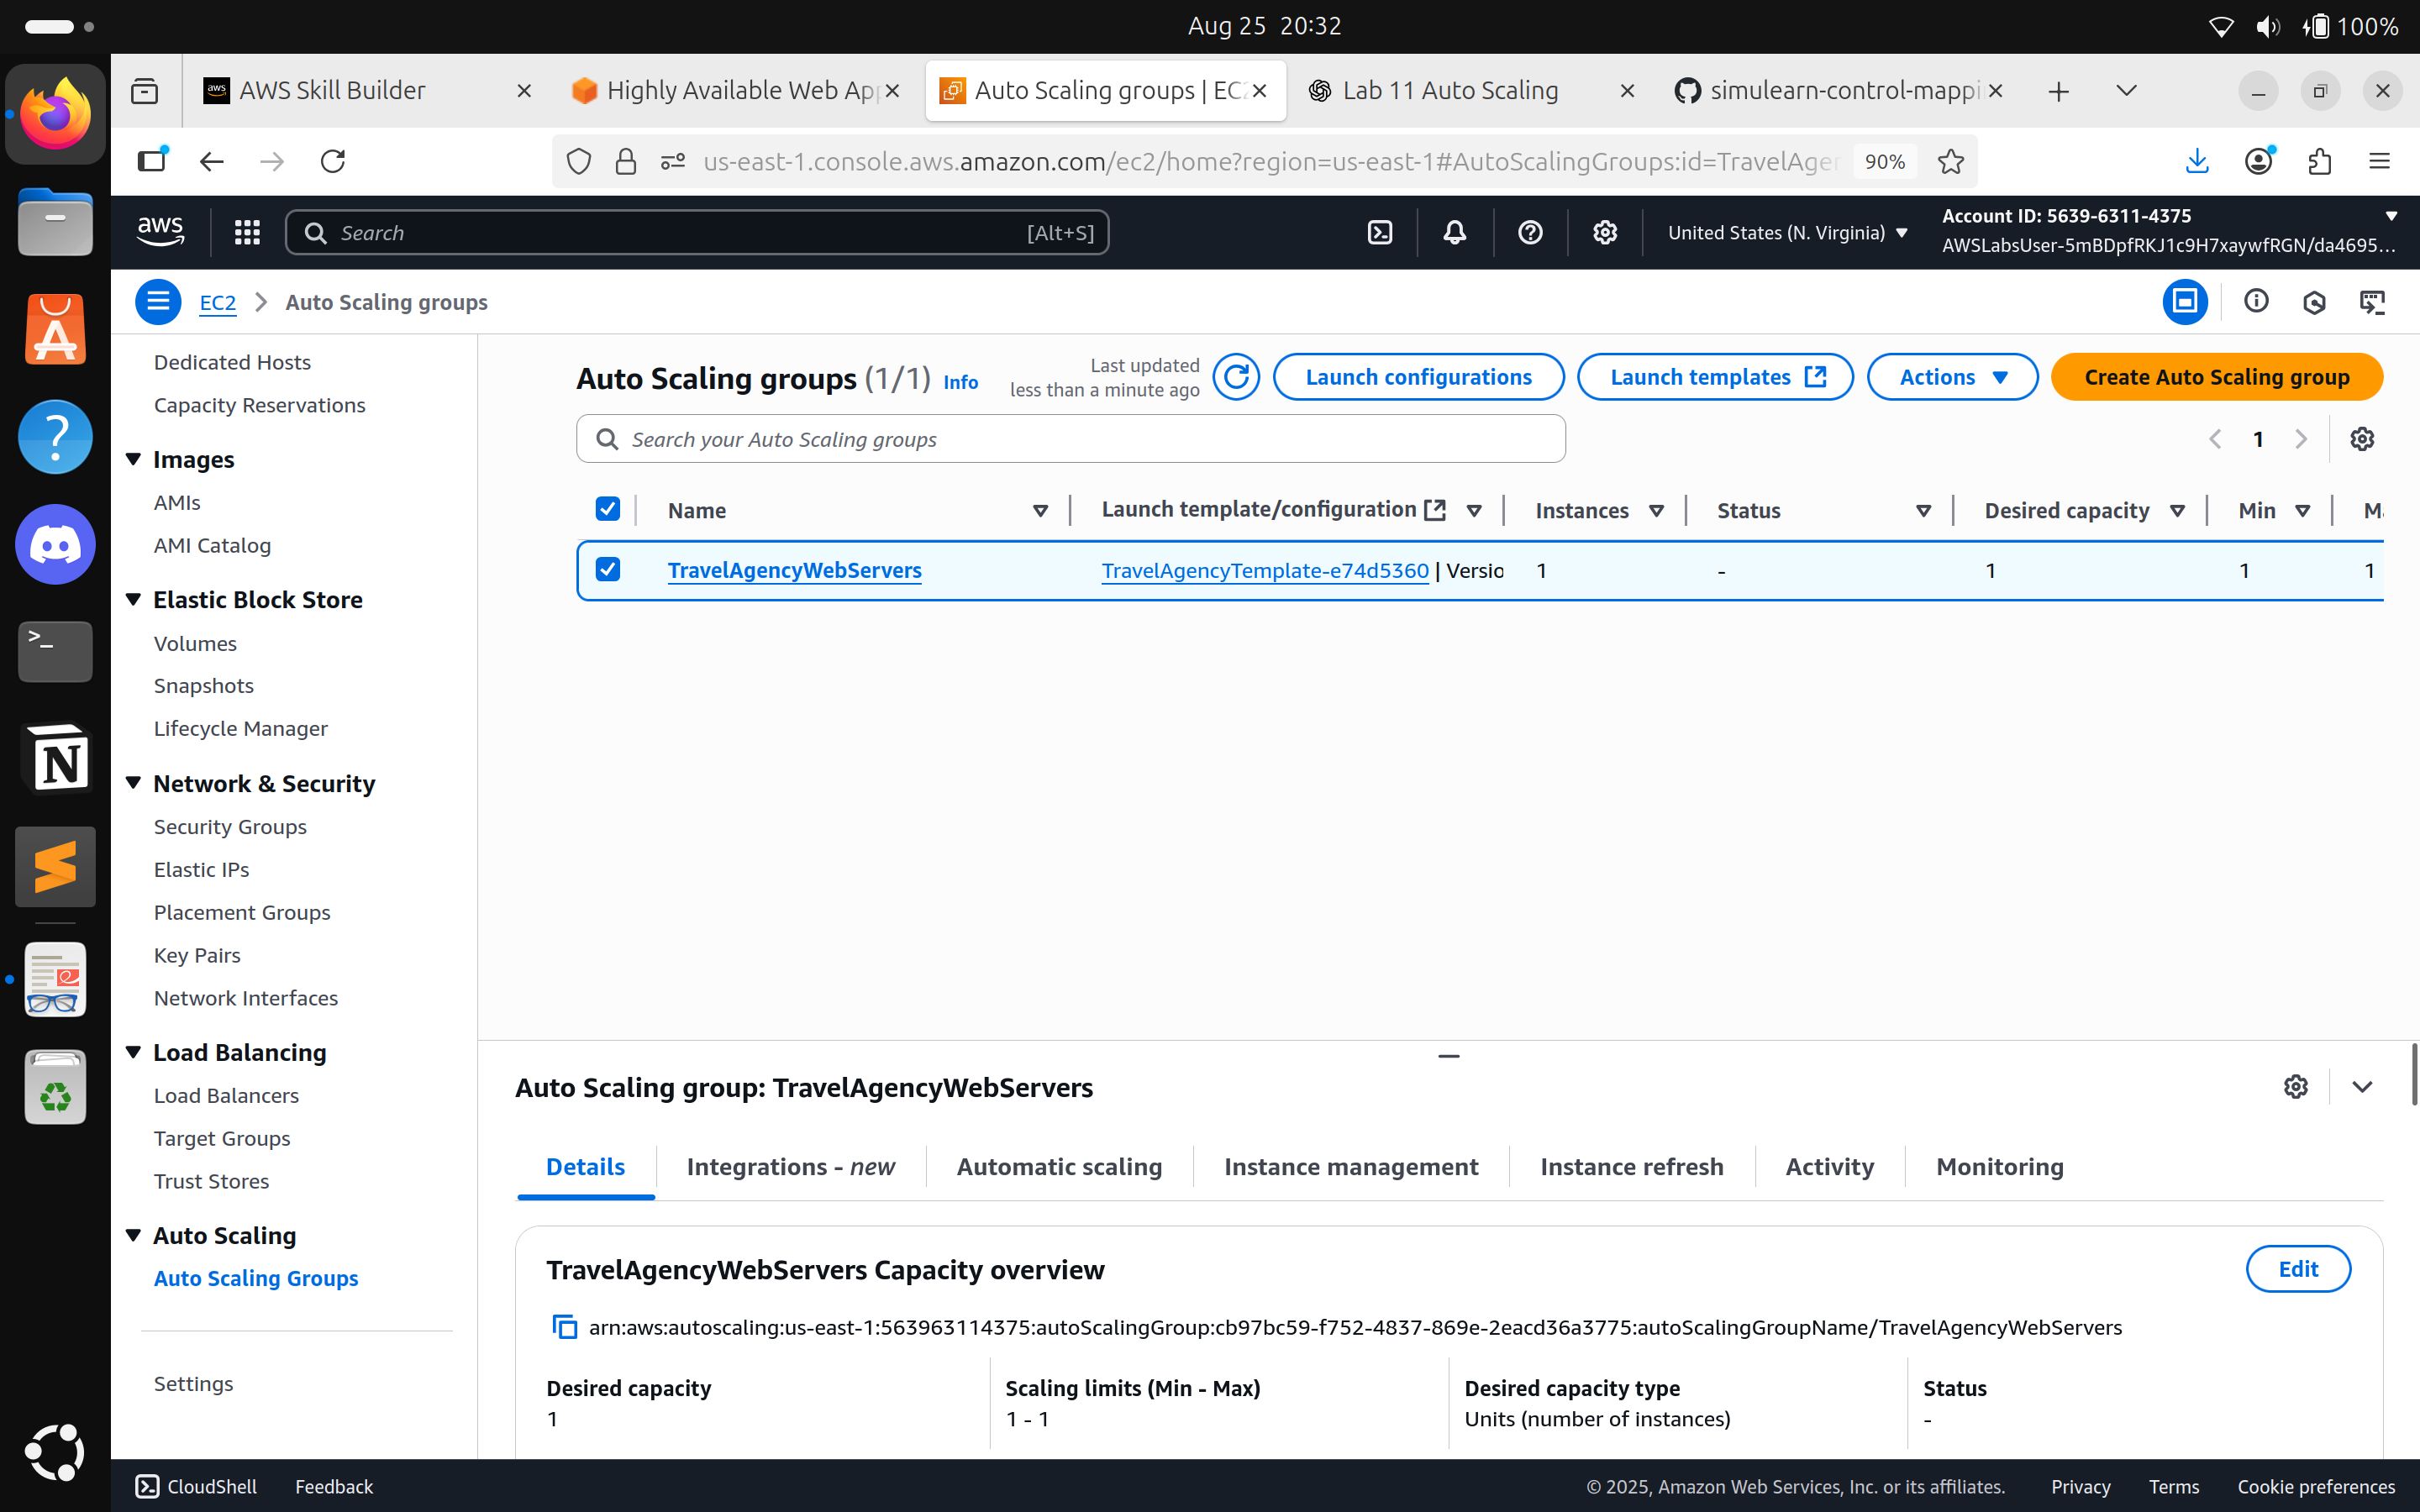 Aug 25 20:32
100%
AWS Skill Builder
Highly Available Web App
Auto Scaling groups | EC2
Lab 11 Auto Scaling
simulearn-control-mappi
us-east-1.console.aws.amazon.com/ec2/home?region=us-east-1#AutoScalingGroups:id=TravelAger
90%
aws
Search
[Alt+S]
United States (N. Virginia)
Account ID: 5639-6311-4375
AWSLabsUser-5mBDpfRKJ1c9H7xaywfRGN/da4695...
EC2
Auto Scaling groups
Dedicated Hosts
Capacity Reservations
Images
AMIs
AMI Catalog
Elastic Block Store
Volumes
Snapshots
Lifecycle Manager
Network & Security
Security Groups
Elastic IPs
Placement Groups
Key Pairs
Network Interfaces
Load Balancing
Load Balancers
Target Groups
Trust Stores
Auto Scaling
Auto Scaling Groups
Settings
Auto Scaling groups (1/1) Info
Last updated
less than a minute ago
Launch configurations
Launch templates
Actions
Create Auto Scaling group
Search your Auto Scaling groups
1
Name Launch template/configuration Instances Status Desired capacity Min Ma
TravelAgencyWebServers TravelAgencyTemplate-e74d5360 | Versio 1 - 1 1 1
Auto Scaling group: TravelAgencyWebServers
Details Integrations - new Automatic scaling Instance management Instance refresh Activity Monitoring
TravelAgencyWebServers Capacity overview
Edit
arn:aws:autoscaling:us-east-1:563963114375:autoScalingGroup:cb97bc59-f752-4837-869e-2eacd36a3775:autoScalingGroupName/TravelAgencyWebServers
Desired capacity
1
Scaling limits (Min - Max)
1 - 1
Desired capacity type
Units (number of instances)
Status
-
CloudShell Feedback
© 2025, Amazon Web Services, Inc. or its affiliates. Privacy Terms Cookie preferences